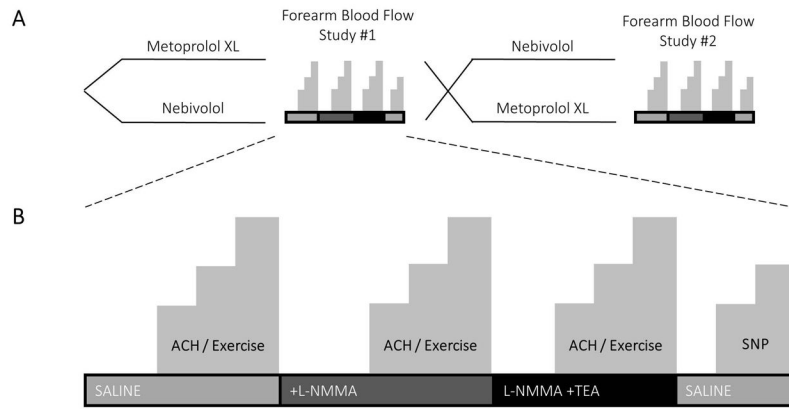 A
Forearm Blood Flow
Study #1
Forearm Blood Flow
Study #2
Metoprolol XL
Nebivolol
Nebivolol
Metoprolol XL
B
ACH / Exercise
ACH / Exercise
ACH / Exercise
SNP
SALINE
+L-NMMA
L-NMMA +TEA
SALINE